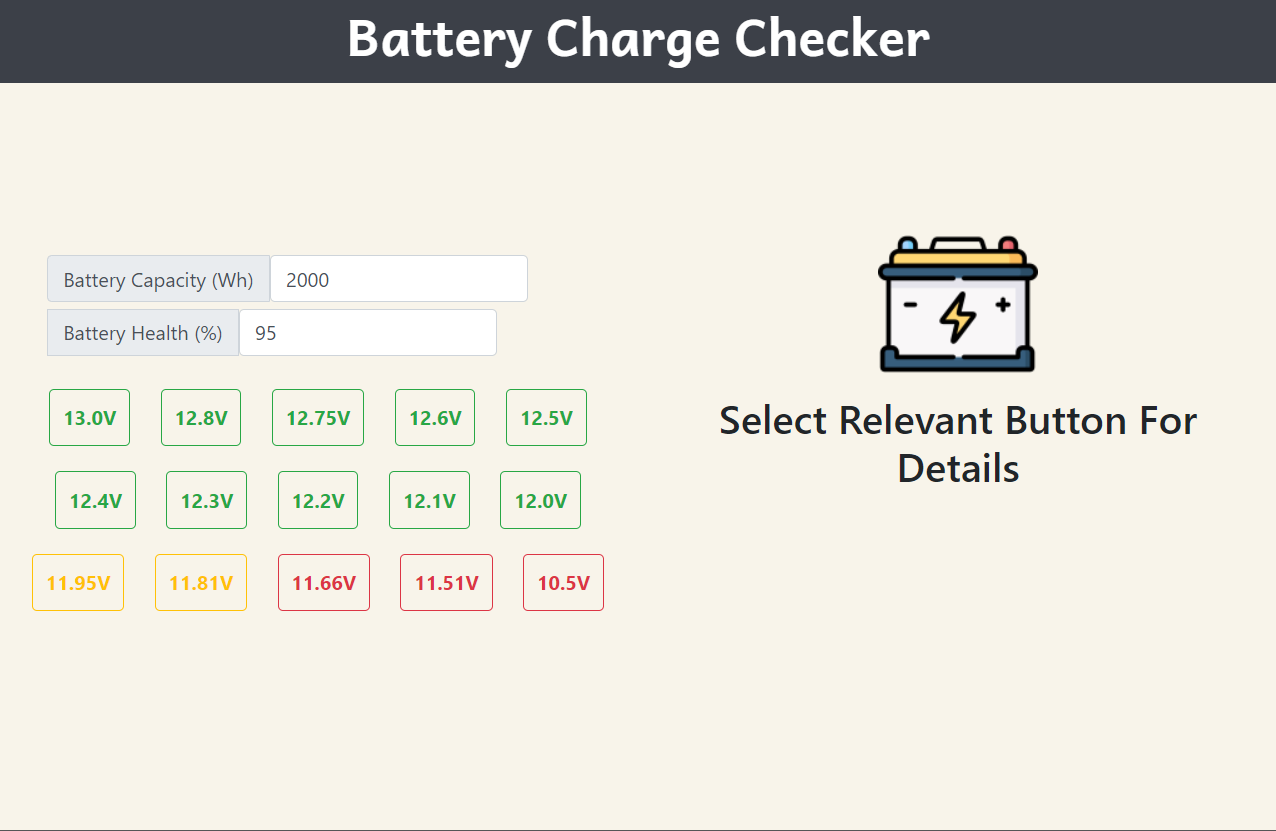 Battery Charge Checker
Battery Capacity (Wh) 2000
Battery Health (%) 95
13.0V 12.8V 12.75V 12.6V 12.5V
12.4V 12.3V 12.2V 12.1V 12.0V
11.95V 11.81V 11.66V 11.51V 10.5V
- +
Select Relevant Button For
Details